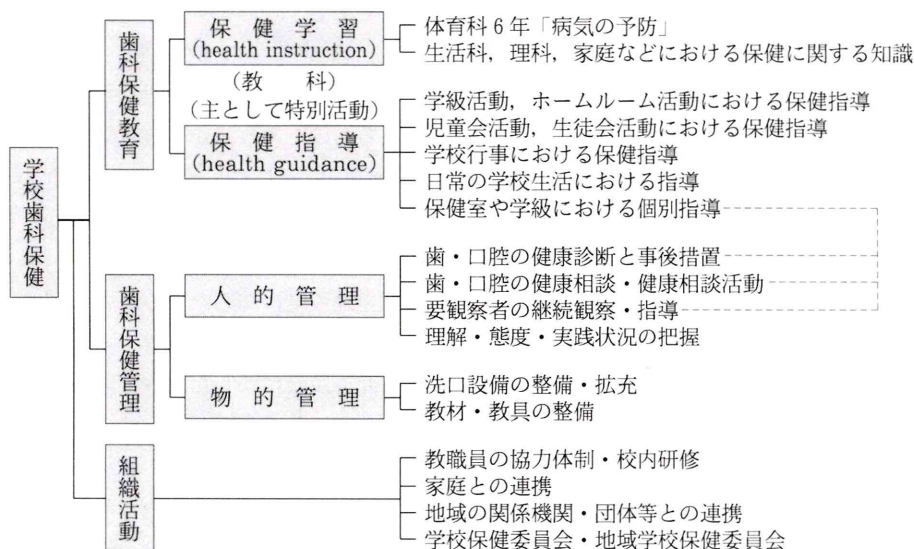 学校歯科保健
歯科保健教育
保健学習
(health instruction)
(教　科)
(主として特別活動)
保健指導
(health guidance)
体育科6年「病気の予防」
生活科，理科，家庭などにおける保健に関する知識
学級活動，ホームルーム活動における保健指導
児童会活動，生徒会活動における保健指導
学校行事における保健指導
日常の学校生活における指導
保健室や学級における個別指導
歯科保健管理
人的管理
歯・口腔の健康診断と事後措置
歯・口腔の健康相談・健康相談活動
要観察者の継続観察・指導
理解・態度・実践状況の把握
物的管理
洗口設備の整備・拡充
教材・教具の整備
組織活動
教職員の協力体制・校内研修
家庭との連携
地域の関係機関・団体等との連携
学校保健委員会・地域学校保健委員会